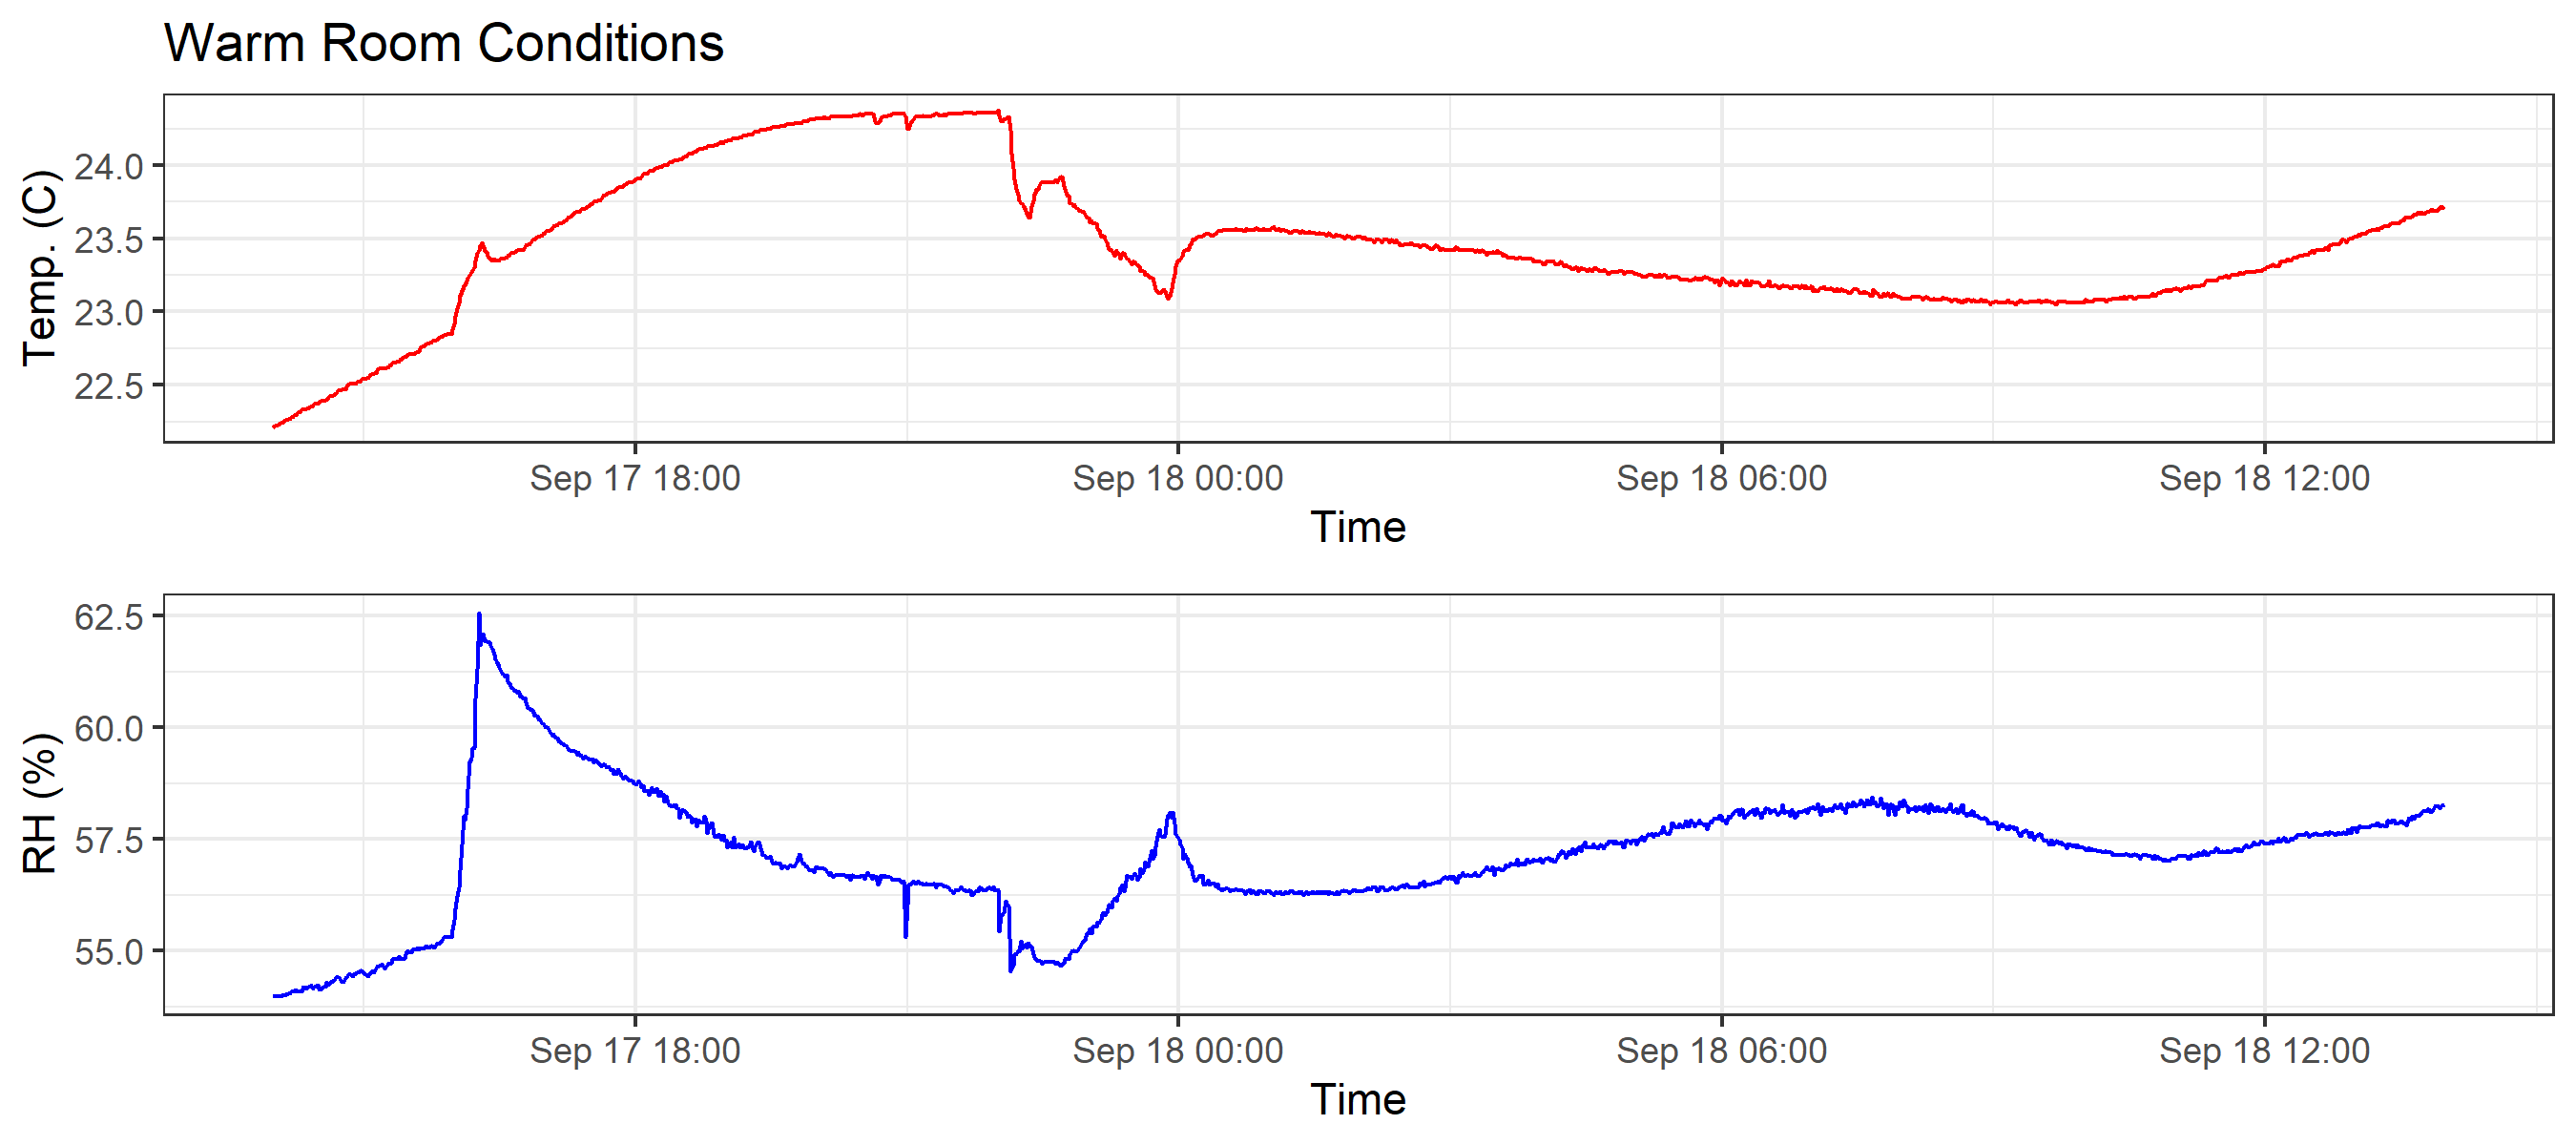 Warm Room Conditions
Temp. (C)
24.0
23.5
23.0
22.5
Sep 17 18:00 Sep 18 00:00 Sep 18 06:00 Sep 18 12:00
Time
RH (%)
62.5
60.0
57.5
55.0
Sep 17 18:00 Sep 18 00:00 Sep 18 06:00 Sep 18 12:00
Time